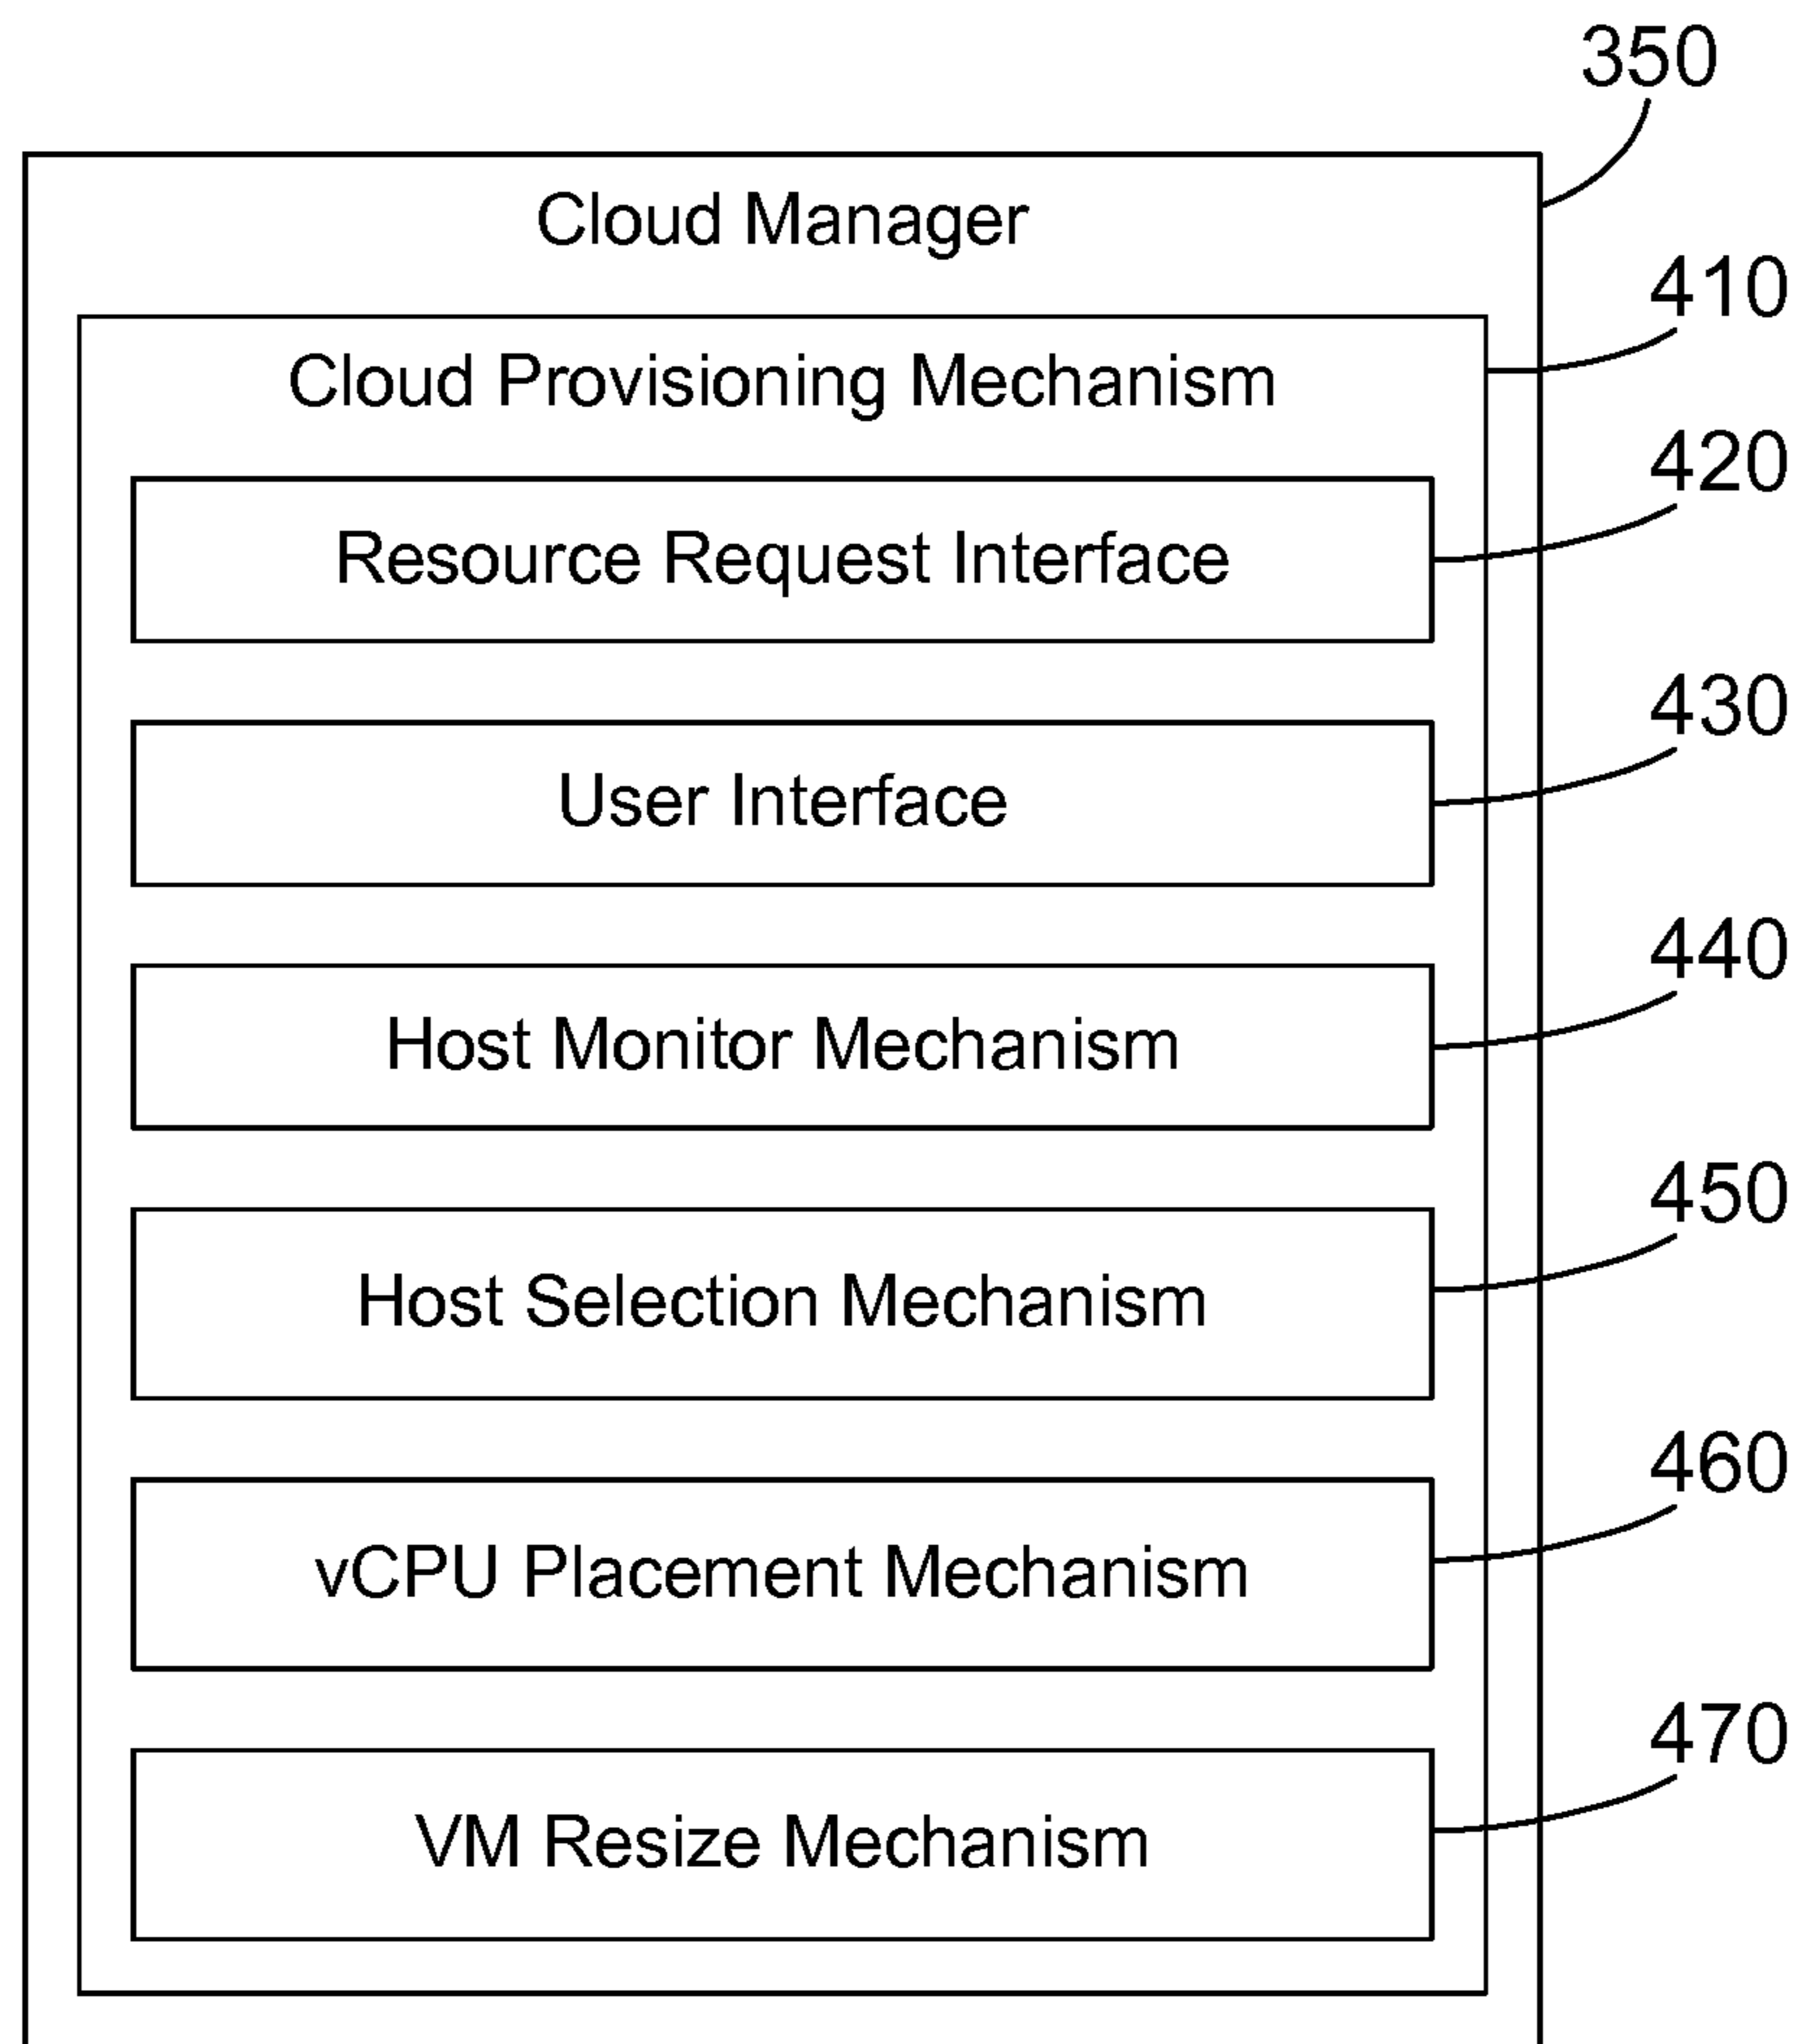 350
Cloud Manager
410
Cloud Provisioning Mechanism
420
Resource Request Interface
430
User Interface
440
Host Monitor Mechanism
450
Host Selection Mechanism
460
vCPU Placement Mechanism
470
VM Resize Mechanism